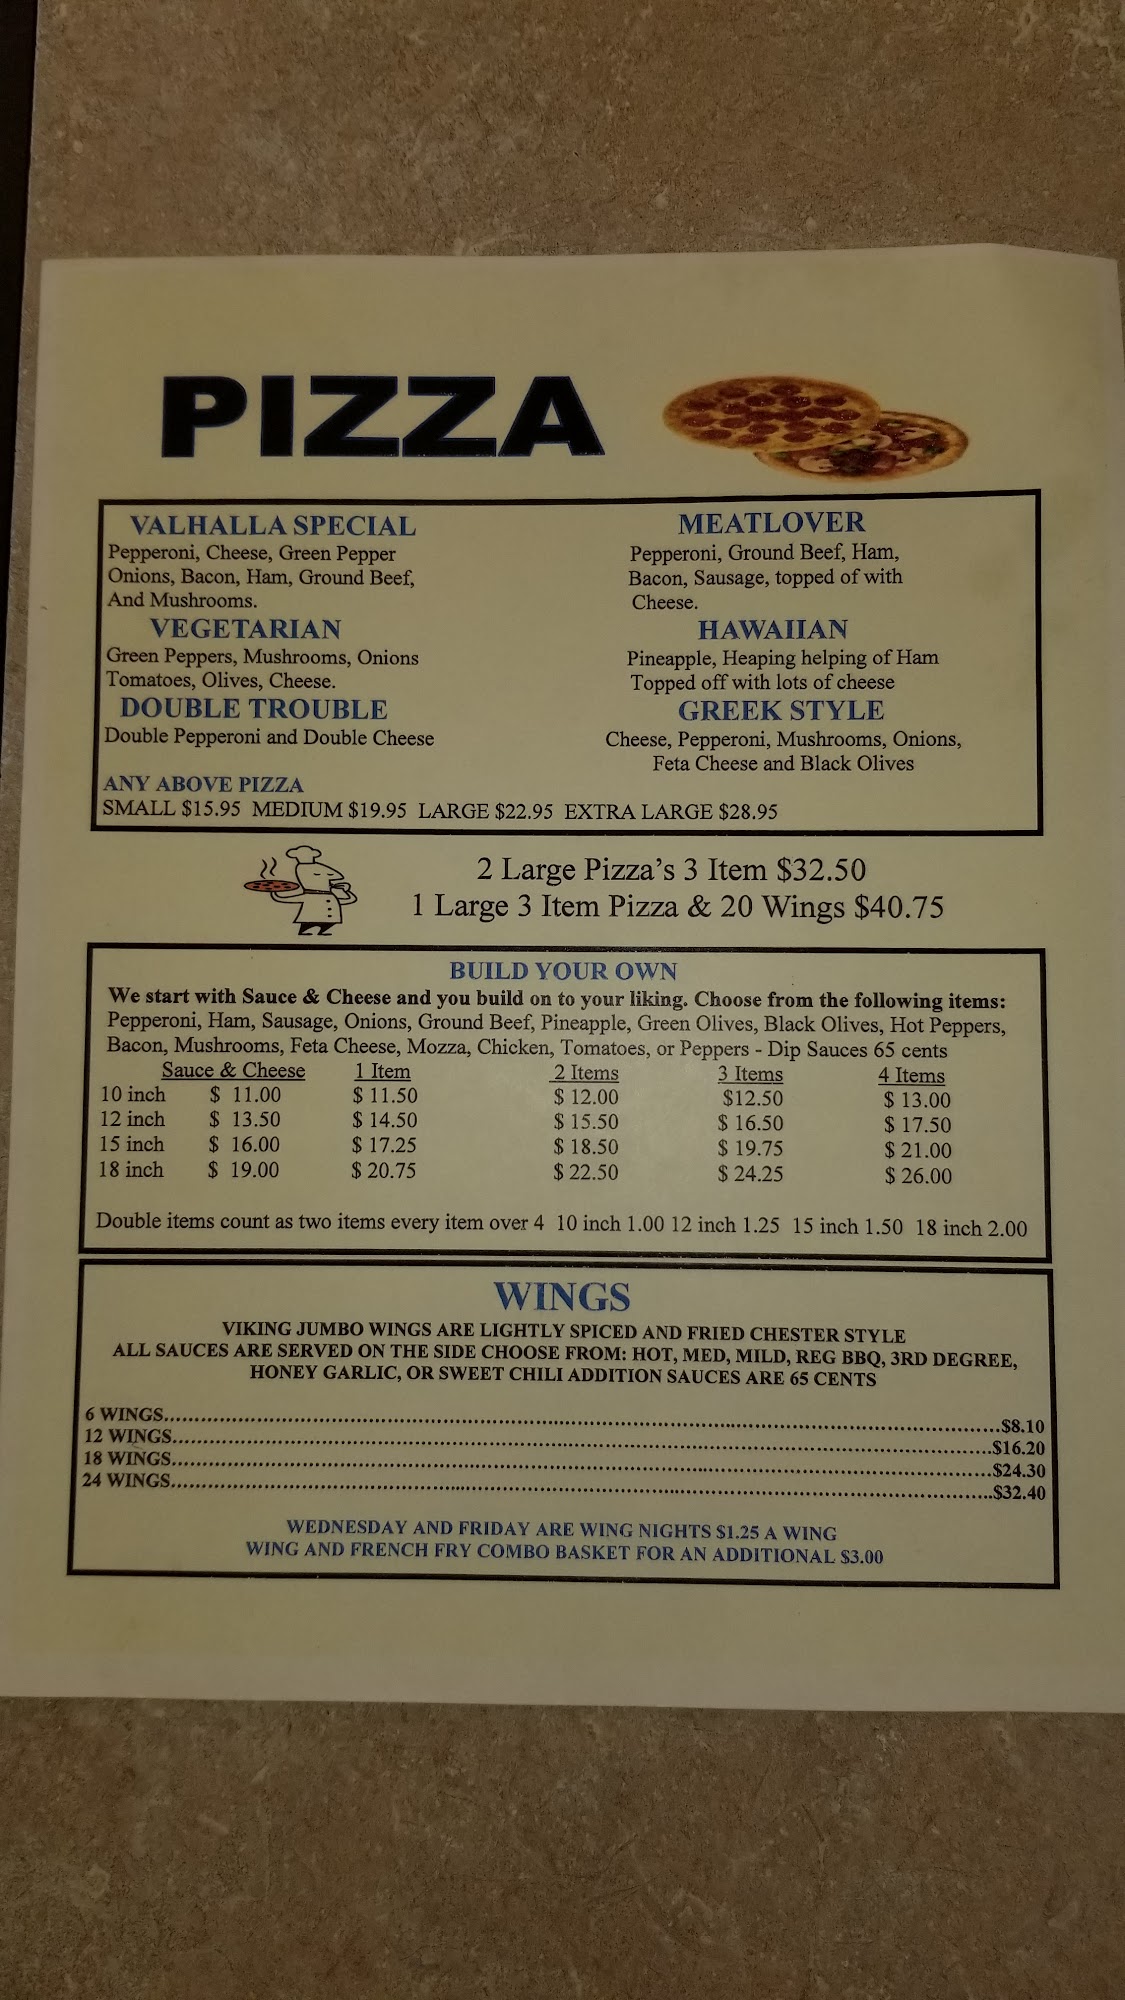 PIZZA
VALHALLA SPECIAL
Pepperoni, Cheese, Green Pepper
Onions, Bacon, Ham, Ground Beef,
And Mushrooms.
VEGETARIAN
Green Peppers, Mushrooms, Onions
Tomatoes, Olives, Cheese.
DOUBLE TROUBLE
Double Pepperoni and Double Cheese
MEATLOVER
Pepperoni, Ground Beef, Ham,
Bacon, Sausage, topped of with
Cheese.
HAWAIIAN
Pineapple, Heaping helping of Ham
Topped off with lots of cheese
GREEK STYLE
Cheese, Pepperoni, Mushrooms, Onions,
Feta Cheese and Black Olives
ANY ABOVE PIZZA
SMALL $15.95 MEDIUM $19.95 LARGE $22.95 EXTRA LARGE $28.95
2 Large Pizza's 3 Item $32.50
1 Large 3 Item Pizza & 20 Wings $40.75
BUILD YOUR OWN
We start with Sauce & Cheese and you build on to your liking. Choose from the following items:
Pepperoni, Ham, Sausage, Onions, Ground Beef, Pineapple, Green Olives, Black Olives, Hot Peppers,
Bacon, Mushrooms, Feta Cheese, Mozza, Chicken, Tomatoes, or Peppers - Dip Sauces 65 cents
Sauce & Cheese 1 Item 2 Items 3 Items 4 Items
10 inch $ 11.00 $ 11.50 $ 12.00 $12.50 $ 13.00
12 inch $ 13.50 $ 14.50 $ 15.50 $ 16.50 $ 17.50
15 inch $ 16.00 $ 17.25 $ 18.50 $ 19.75 $ 21.00
18 inch $ 19.00 $ 20.75 $ 22.50 $ 24.25 $ 26.00
Double items count as two items every item over 4 10 inch 1.00 12 inch 1.25 15 inch 1.50 18 inch 2.00
WINGS
VIKING JUMBO WINGS ARE LIGHTLY SPICED AND FRIED CHESTER STYLE
ALL SAUCES ARE SERVED ON THE SIDE CHOOSE FROM: HOT, MED, MILD, REG BBQ, 3RD DEGREE,
HONEY GARLIC, OR SWEET CHILI ADDITION SAUCES ARE 65 CENTS
6 WINGS..........$8.10
12 WINGS..........$16.20
18 WINGS..........$24.30
24 WINGS..........$32.40
WEDNESDAY AND FRIDAY ARE WING NIGHTS $1.25 A WING
WING AND FRENCH FRY COMBO BASKET FOR AN ADDITIONAL $3.00